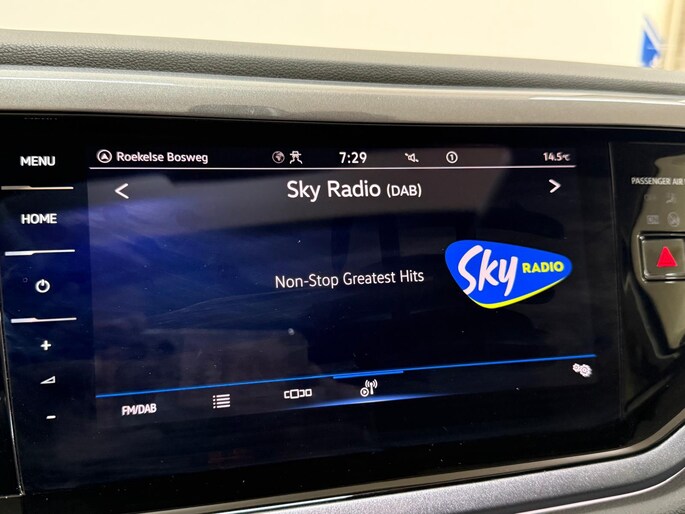 MENU
Roekelse Bosweg
7:29
1
14.5°C
HOME
Sky Radio (DAB)
PASSENGER AIR
Non-Stop Greatest Hits
Sky RADIO
+
-
FM/DAB